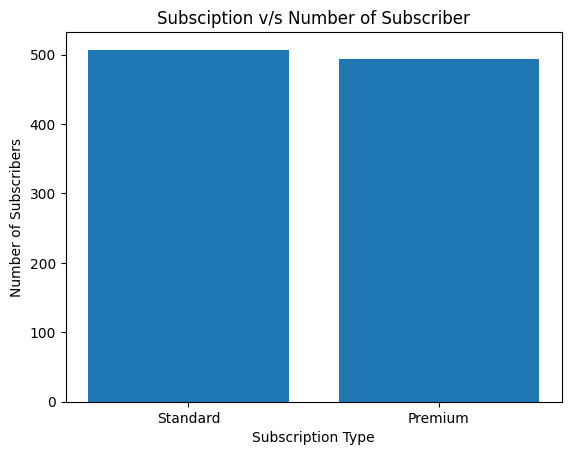 Subsciption v/s Number of Subscriber
500
400
300
200
100
0
Number of Subscribers
Standard
Premium
Subscription Type